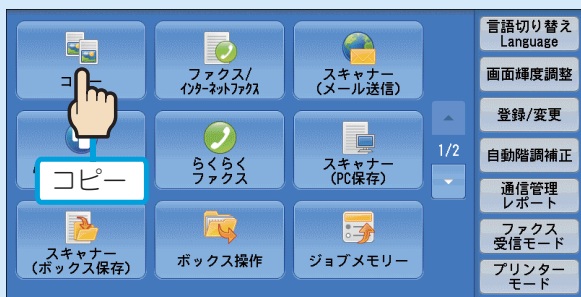 コピー
ファクス/
インターネットファクス
スキャナー
(メール送信)
コピー
らくらく
ファクス
スキャナー
(PC保存)
1/2
スキャナー
(ボックス保存)
ボックス操作
ジョブメモリー
言語切り替え
Language
画面輝度調整
登録/変更
自動階調補正
通信管理
レポート
ファクス
受信モード
プリンター
モード